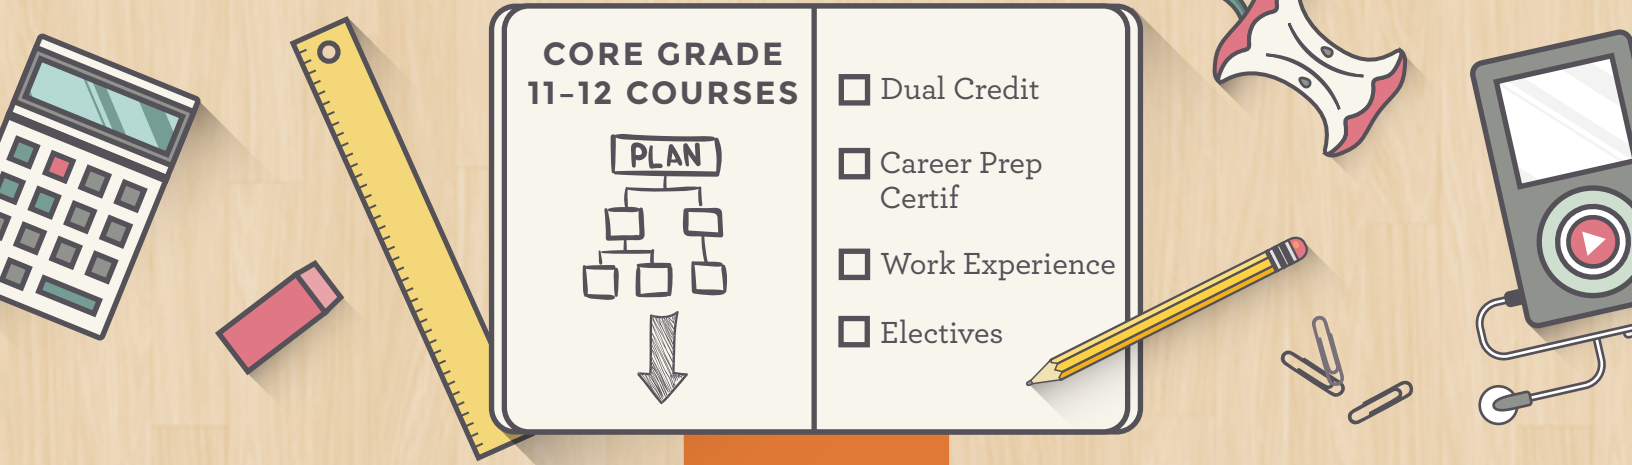 CORE GRADE
11–12 COURSES
PLAN
Dual Credit
Career Prep
Certif
Work Experience
Electives